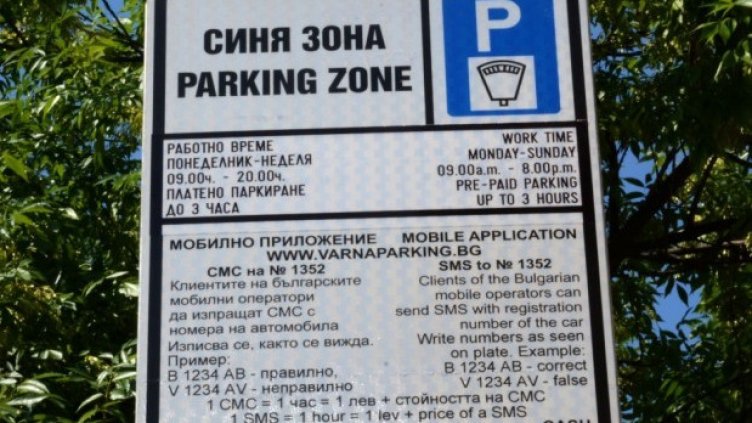 СИНЯ ЗОНА
PARKING ZONE
P
РАБОТНО ВРЕМЕ
ПОНЕДЕЛНИК-НЕДЕЛЯ
09.00ч. - 20.00ч.
ПЛАТЕНО ПАРКИРАНЕ
ДО 3 ЧАСА
WORK TIME
MONDAY-SUNDAY
09.00a.m. - 8.00p.m.
PRE-PAID PARKING
UP TO 3 HOURS
МОБИЛНО ПРИЛОЖЕНИЕ MOBILE APPLICATION
WWW.VARNAPARKING.BG
СМС на № 1352
Клиентите на българските
мобилни оператори
да изпращат СМС с
номера на автомобила
Изписва се, както се вижда.
Пример:
В 1234 АВ - правилно,
V 1234 AV - неправилно
SMS to № 1352
Clients of the Bulgarian
mobile operators can
send SMS with registration
number of the car
Write numbers as seen
on plate. Example:
B 1234 AB - correct
V 1234 AV - false
1 СМС = 1 час = 1 лев + стойността на СМС
1 SMS = 1 hour = 1 lev + price of a SMS